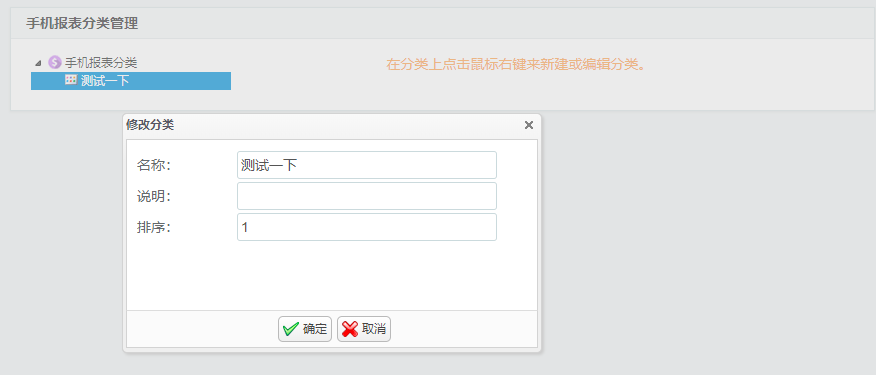 手机报表分类管理
手机报表分类
在分类上点击鼠标右键来新建或编辑分类。
测试一下
修改分类
名称：
测试一下
说明：
排序：
1
确定
取消